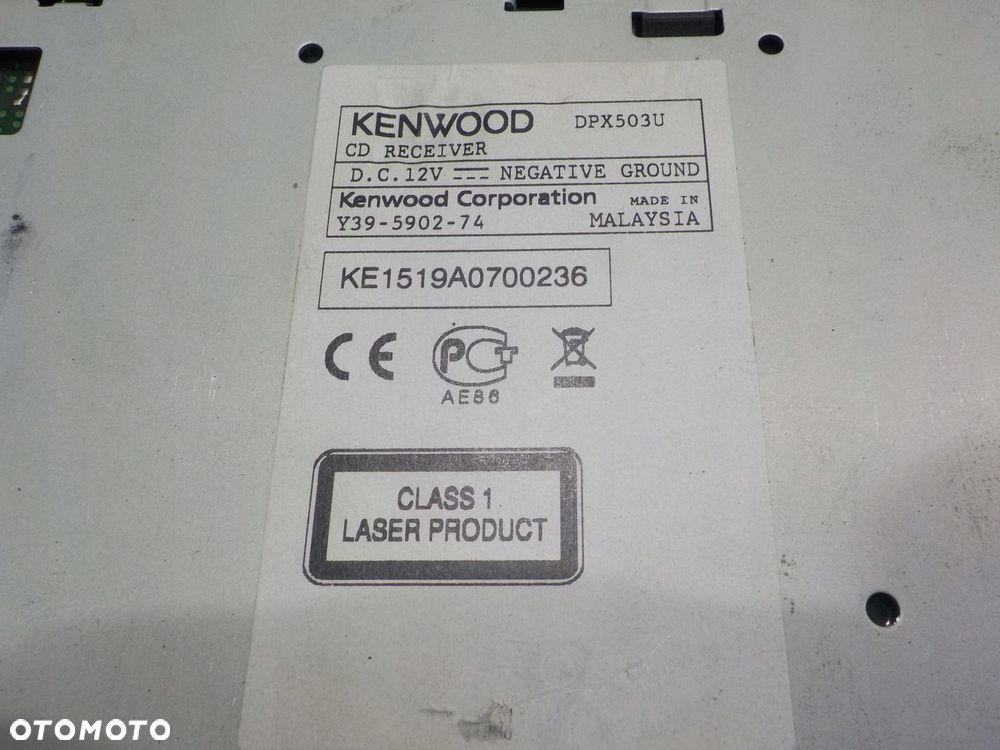 KENWOOD DPX503U
CD RECEIVER
D.C.12V NEGATIVE GROUND
Kenwood Corporation MADE IN
Y39-5902-74 MALAYSIA
KE1519A0700236
CE PCT
AE86
CLASS 1
LASER PRODUCT
OTOMOTO